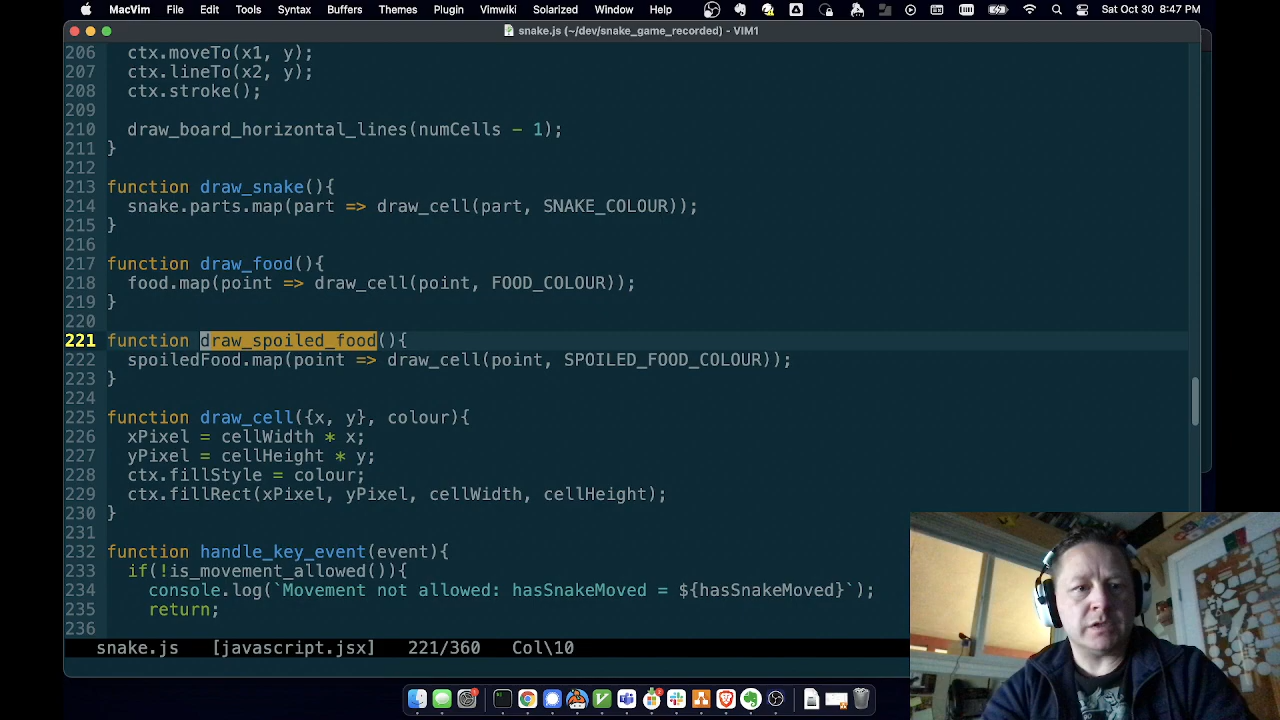 MacVim File Edit Tools Syntax Buffers Themes Plugin Vimwiki Solarized Window Help Sat Oct 30 8:47 PM
snake.js (~/dev/snake_game_recorded) - VIM1
206 ctx.moveTo(x1, y);
207 ctx.lineTo(x2, y);
208 ctx.stroke();
209
210 draw_board_horizontal_lines(numCells - 1);
211 }
212
213 function draw_snake(){
214 snake.parts.map(part => draw_cell(part, SNAKE_COLOUR));
215 }
216
217 function draw_food(){
218 food.map(point => draw_cell(point, FOOD_COLOUR));
219 }
220
221 function draw_spoiled_food(){
222 spoiledFood.map(point => draw_cell(point, SPOILED_FOOD_COLOUR));
223 }
224
225 function draw_cell({x, y}, colour){
226 xPixel = cellWidth * x;
227 yPixel = cellHeight * y;
228 ctx.fillStyle = colour;
229 ctx.fillRect(xPixel, yPixel, cellWidth, cellHeight);
230 }
231
232 function handle_key_event(event){
233 if(!is_movement_allowed()){
234 console.log(`Movement not allowed: hasSnakeMoved = ${hasSnakeMoved}`);
235 return;
236
snake.js [javascript.jsx] 221/360 Col\10